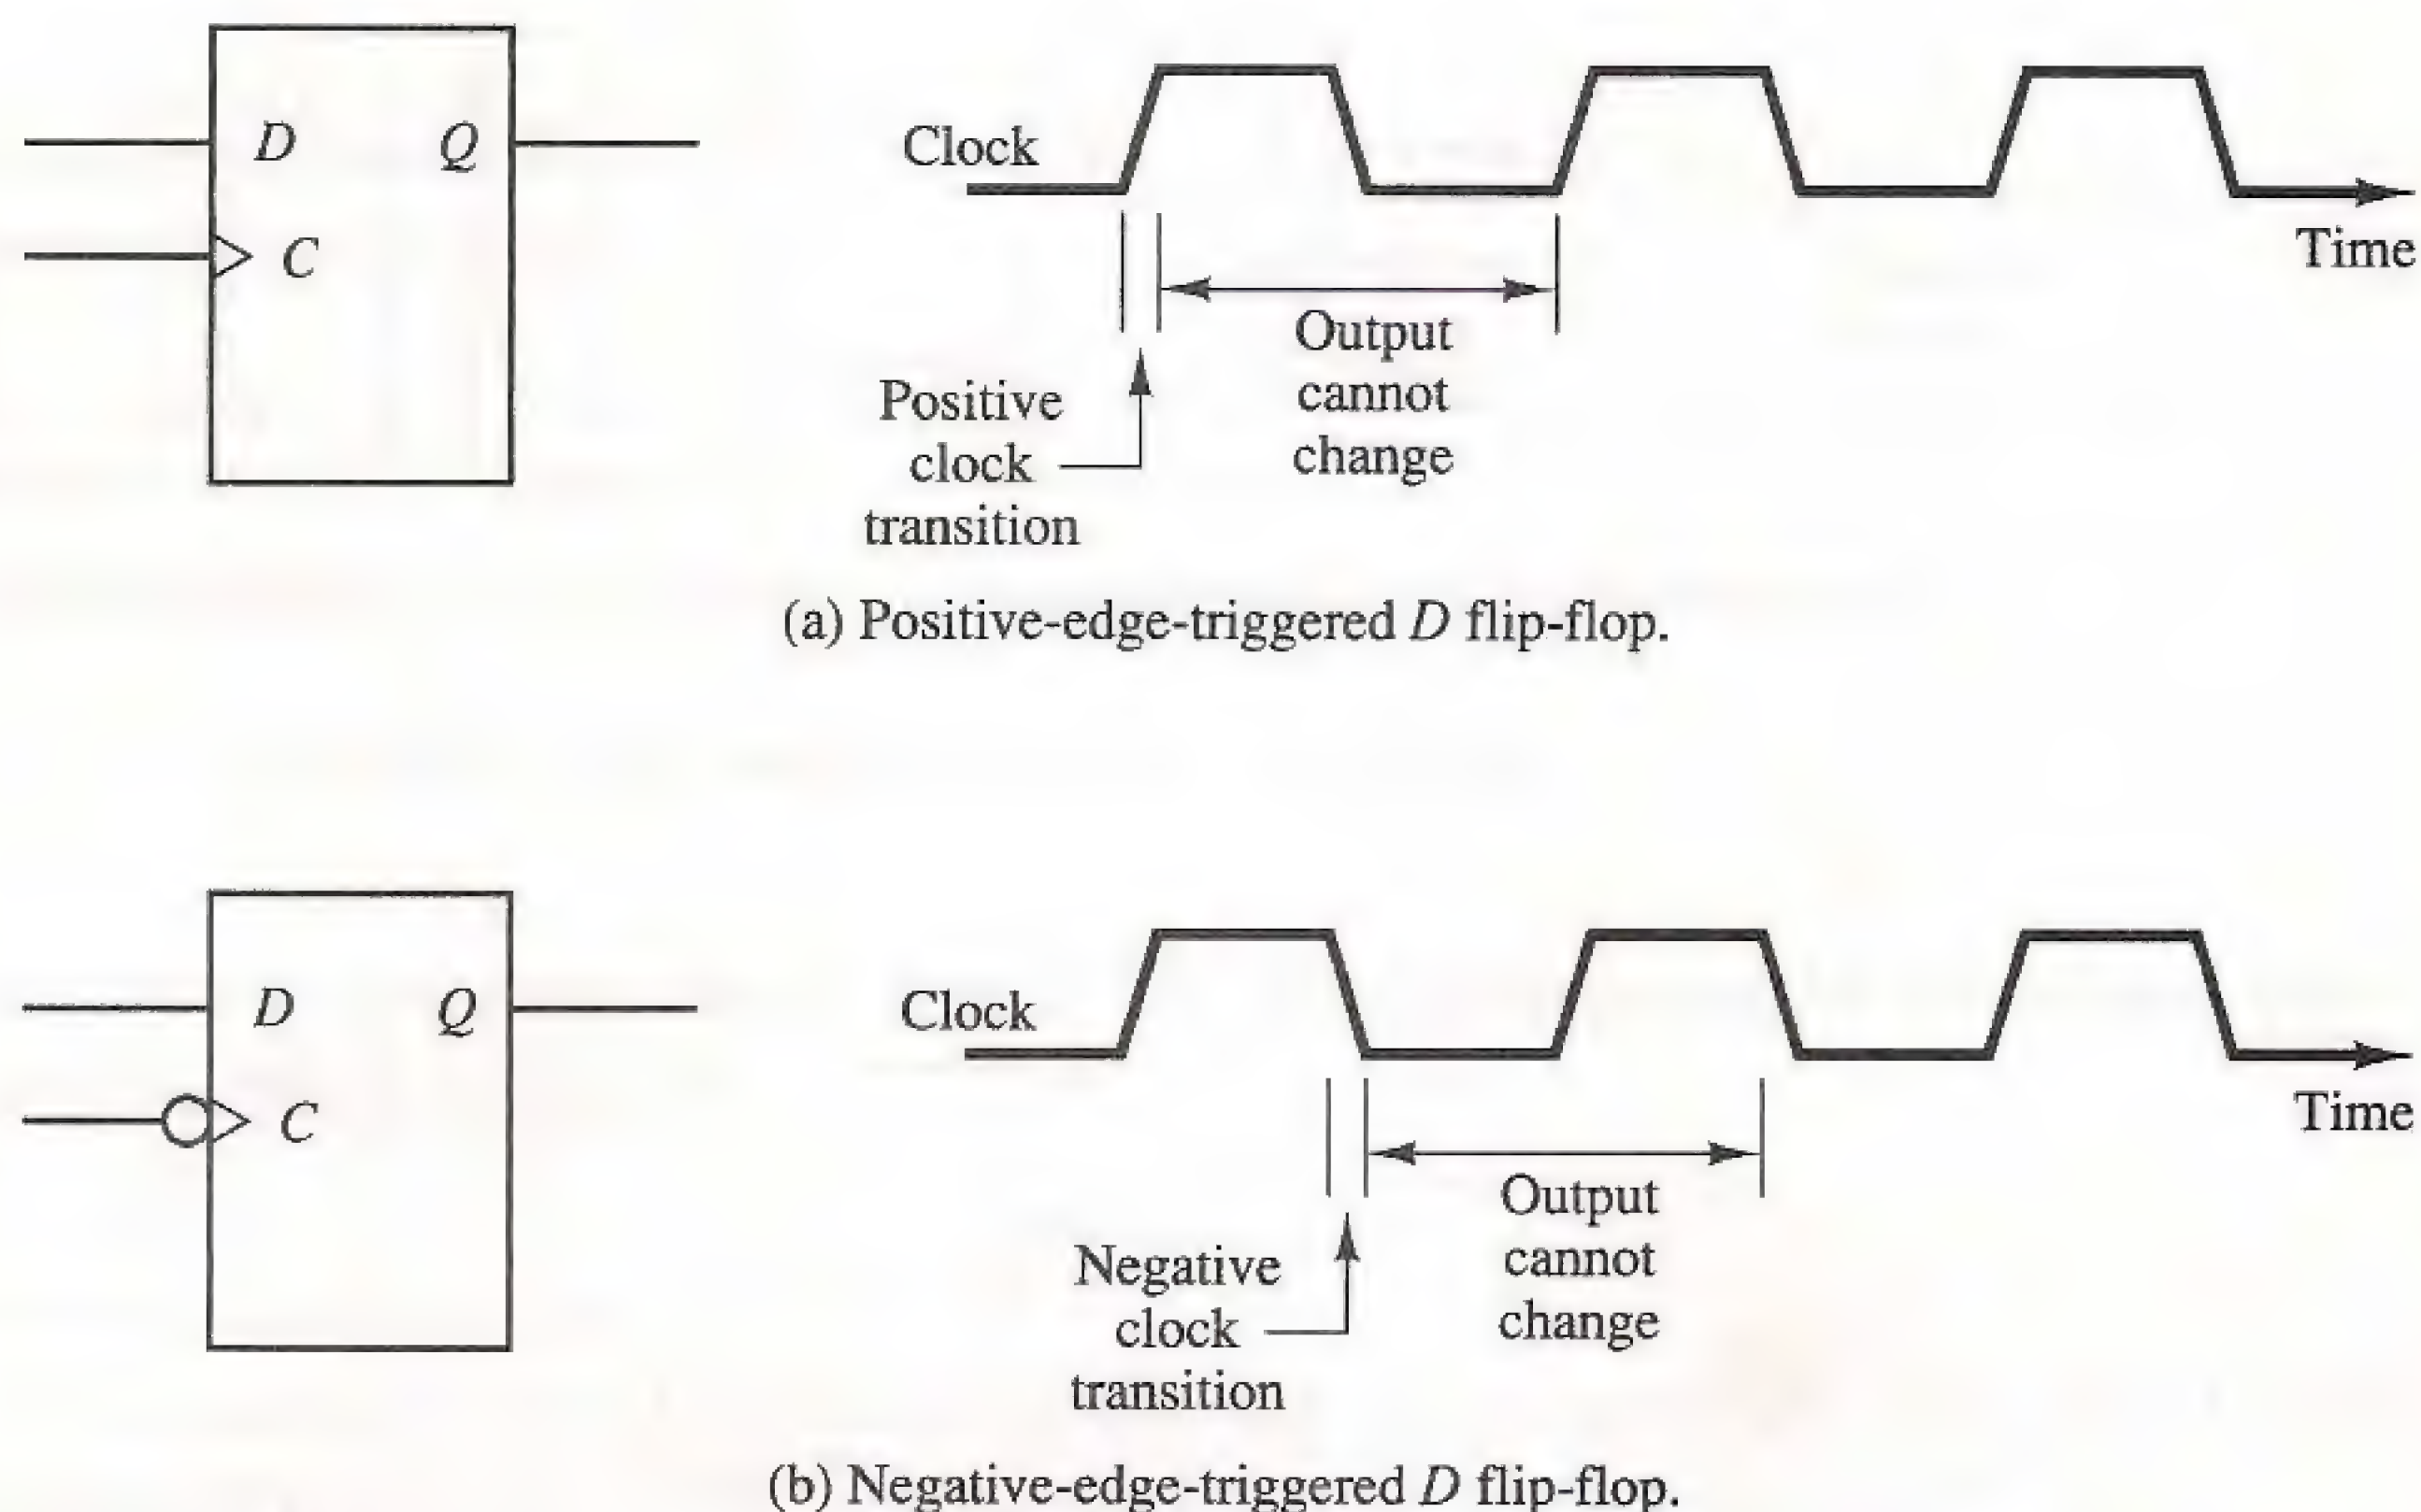 D Q
C
Clock
Time
Output
cannot
change
Positive
clock
transition
(a) Positive-edge-triggered D flip-flop.
D Q
C
Clock
Time
Output
cannot
change
Negative
clock
transition
(b) Negative-edge-triggered D flip-flop.